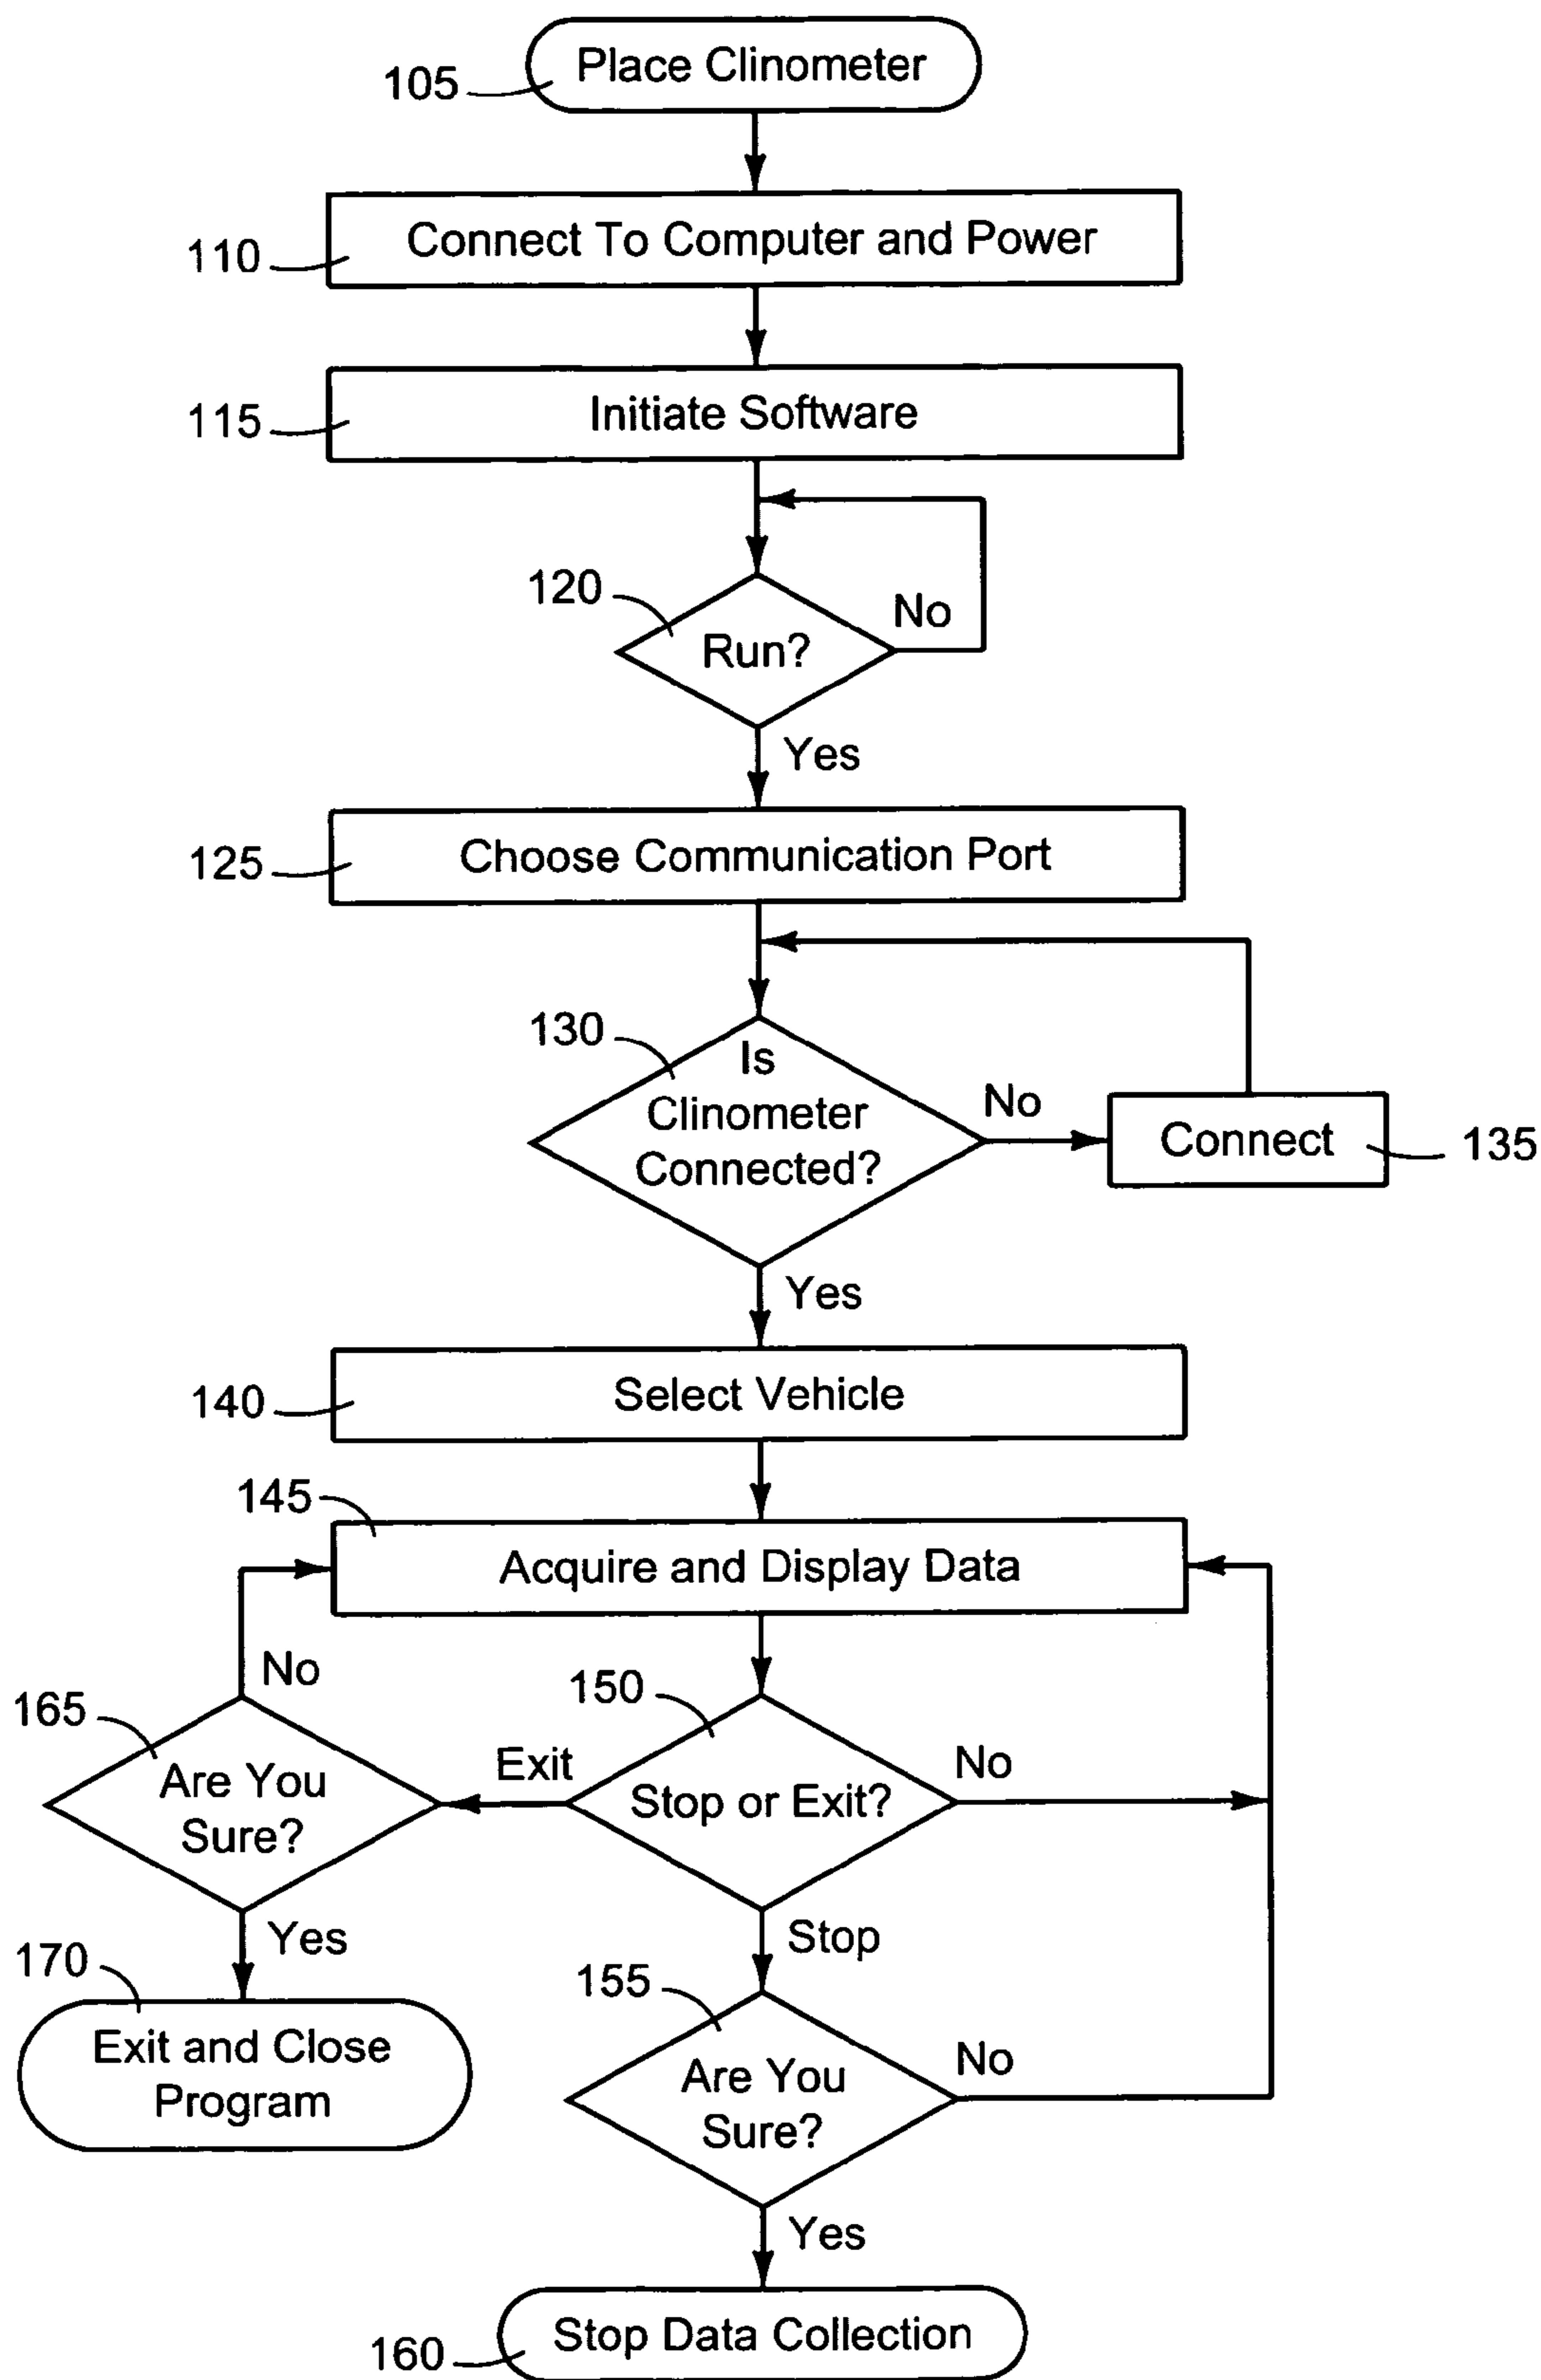 Place Clinometer
105
Connect To Computer and Power
110
Initiate Software
115
120
No
Run?
Yes
Choose Communication Port
125
130
Is
Clinometer
Connected?
No
Connect
135
Yes
Select Vehicle
140
145
Acquire and Display Data
No
165
150
Are You
Sure?
Exit
Stop or Exit?
No
Yes
Stop
170
155
Exit and Close
Program
Are You
Sure?
No
Yes
Stop Data Collection
160